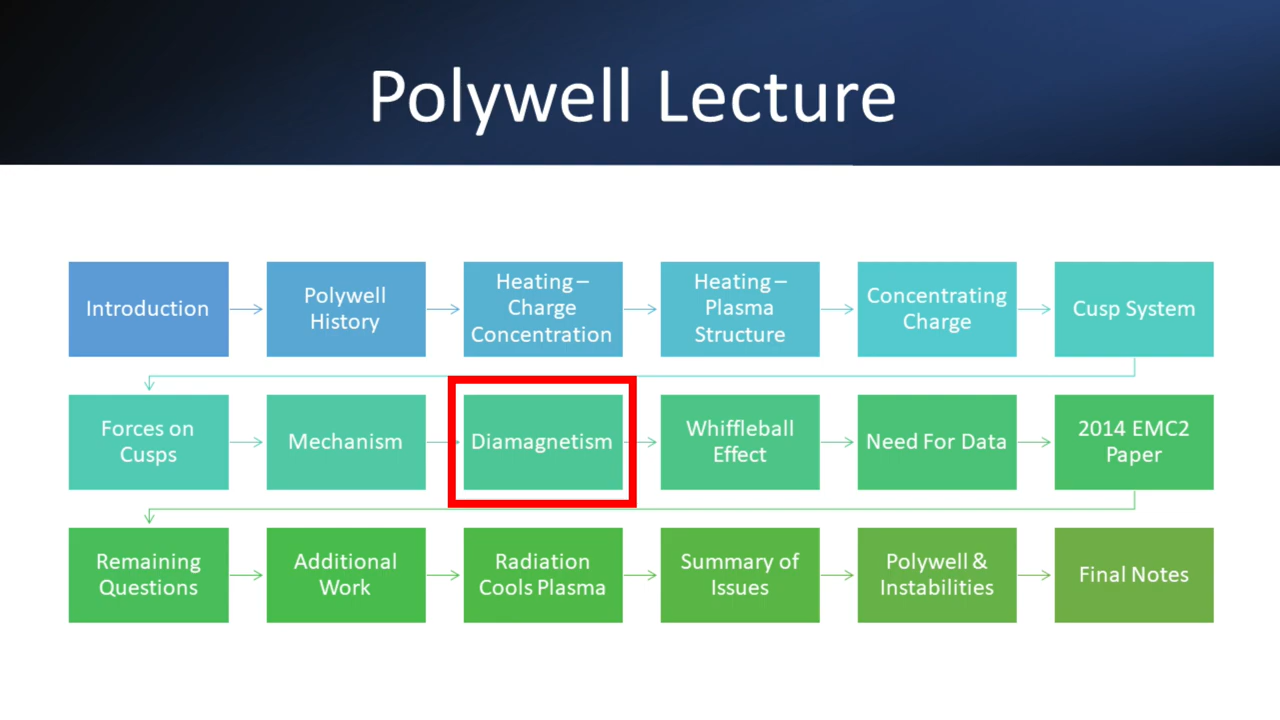 Polywell Lecture
Introduction
Polywell
History
Heating –
Charge
Concentration
Heating –
Plasma
Structure
Concentrating
Charge
Cusp System
Forces on
Cusps
Mechanism
Diamagnetism
Whiffleball
Effect
Need For Data
2014 EMC2
Paper
Remaining
Questions
Additional
Work
Radiation
Cools Plasma
Summary of
Issues
Polywell &
Instabilities
Final Notes